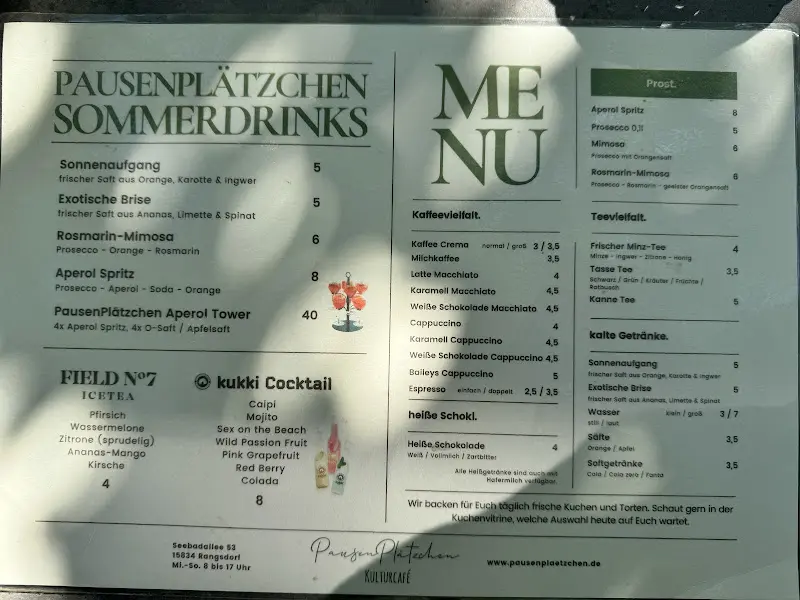 PAUSENPLÄTZCHEN
SOMMERDRINKS
Sonnenaufgang 5
frischer Saft aus Orange, Karotte & Ingwer
Exotische Brise 5
frischer Saft aus Ananas, Limette & Spinat
Rosmarin-Mimosa 6
Prosecco - Orange - Rosmarin
Aperol Spritz 8
Prosecco - Aperol - Soda - Orange
PausenPlätzchen Aperol Tower 40
4x Aperol Spritz, 4x O-Saft / Apfelsaft
FIELD Nº7
ICETEA
Pfirsich
Wassermelone
Zitrone (sprudelig)
Ananas-Mango
Kirsche
4
kukki Cocktail
Caipi
Mojito
Sex on the Beach
Wild Passion Fruit
Pink Grapefruit
Red Berry
Colada
8
ME
NU
Kaffeevielfalt.
Kaffee Crema normal / groß 3 / 3,5
Milchkaffee 3,5
Latte Macchiato 4
Karamell Macchiato 4,5
Weiße Schokolade Macchiato 4,5
Cappuccino 4
Karamell Cappuccino 4,5
Weiße Schokolade Cappuccino 4,5
Baileys Cappuccino 5
Espresso einfach / doppelt 2,5 / 3,5
heiße Schoki.
Heiße Schokolade 4
Weiß / Vollmilch / Zartbitter
Alle Heißgetränke sind auch mit
Hafermilch verfügbar.
Prost.
Aperol Spritz 8
Prosecco 0,1l 5
Mimosa 6
Prosecco mit Orangensaft
Rosmarin-Mimosa 6
Prosecco - Rosmarin - geeister Orangensaft
Teevielfalt.
Frischer Minz-Tee 4
Minze - Ingwer - Zitrone - Honig
Tasse Tee 3,5
Schwarz / Grün / Kräuter / Früchte /
Rotbusch
Kanne Tee 5
kalte Getränke.
Sonnenaufgang 5
frischer Saft aus Orange, Karotte & Ingwer
Exotische Brise 5
frischer Saft aus Ananas, Limette & Spinat
Wasser klein / groß 3 / 7
still / laut
Säfte 3,5
Orange / Apfel
Softgetränke 3,5
Cola / Cola zero / Fanta
Wir backen für Euch täglich frische Kuchen und Torten. Schaut gern in der
Kuchenvitrine, welche Auswahl heute auf Euch wartet.
Seebadallee 53
15834 Rangsdorf
Mi.-So. 8 bis 17 Uhr
PausenPlätzchen
KULTURCAFÉ
www.pausenplaetzchen.de